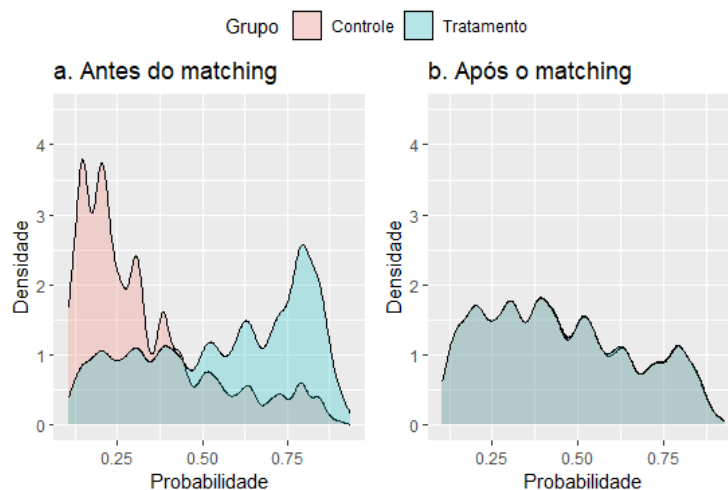 Grupo Controle Tratamento
a. Antes do matching
b. Após o matching
Densidade
4
3
2
1
0
0.25 0.50 0.75
Probabilidade
Densidade
4
3
2
1
0
0.25 0.50 0.75
Probabilidade